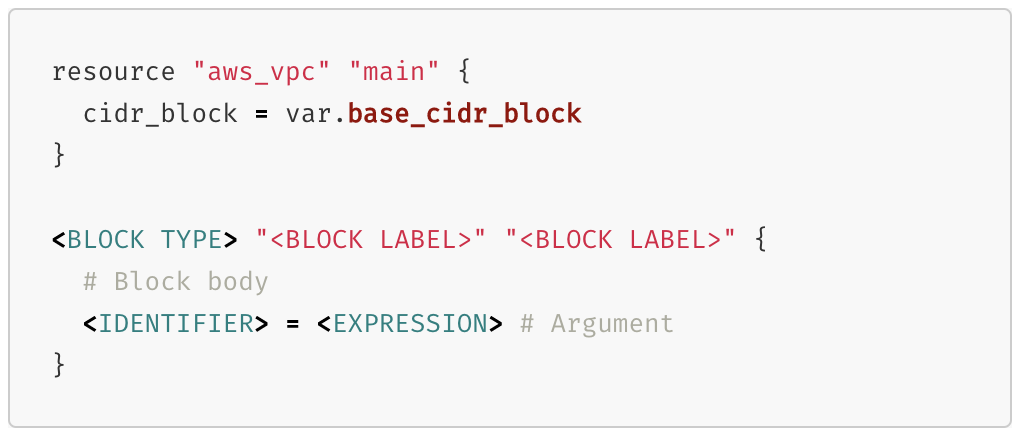 resource "aws_vpc" "main" {
  cidr_block = var.base_cidr_block
}

<BLOCK TYPE> "<BLOCK LABEL>" "<BLOCK LABEL>" {
  # Block body
  <IDENTIFIER> = <EXPRESSION> # Argument
}